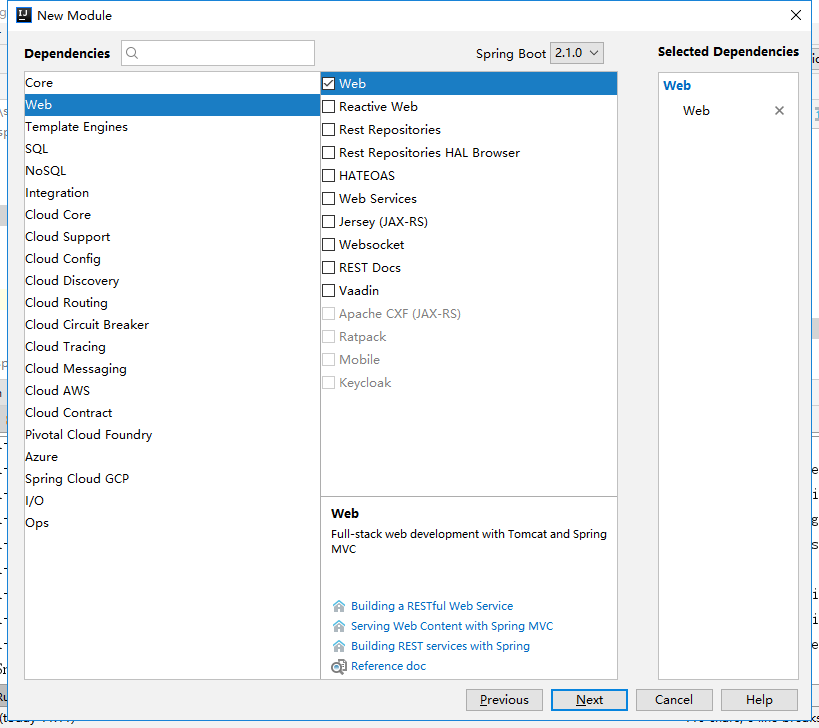 New Module
Dependencies
Spring Boot 2.1.0
Selected Dependencies
Core
Web
Template Engines
SQL
NoSQL
Integration
Cloud Core
Cloud Support
Cloud Config
Cloud Discovery
Cloud Routing
Cloud Circuit Breaker
Cloud Tracing
Cloud Messaging
Cloud AWS
Cloud Contract
Pivotal Cloud Foundry
Azure
Spring Cloud GCP
I/O
Ops
Web
Reactive Web
Rest Repositories
Rest Repositories HAL Browser
HATEOAS
Web Services
Jersey (JAX-RS)
Websocket
REST Docs
Vaadin
Apache CXF (JAX-RS)
Ratpack
Mobile
Keycloak
Web
Full-stack web development with Tomcat and Spring
MVC
Building a RESTful Web Service
Serving Web Content with Spring MVC
Building REST services with Spring
Reference doc
Web
Web
Previous
Next
Cancel
Help